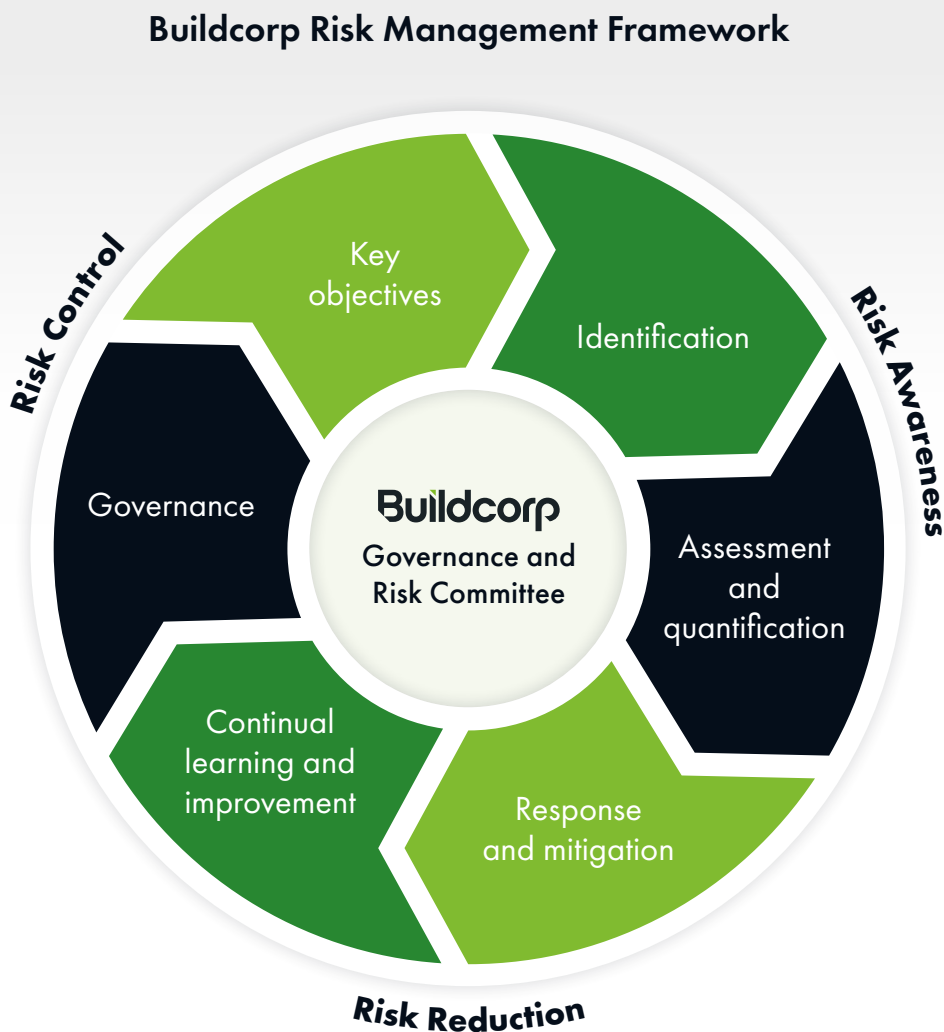 Buildcorp Risk Management Framework
Risk Control
Key
objectives
Identification
Risk Awareness
Governance
Buildcorp
Governance and
Risk Committee
Assessment
and
quantification
Continual
learning and
improvement
Response
and mitigation
Risk Reduction